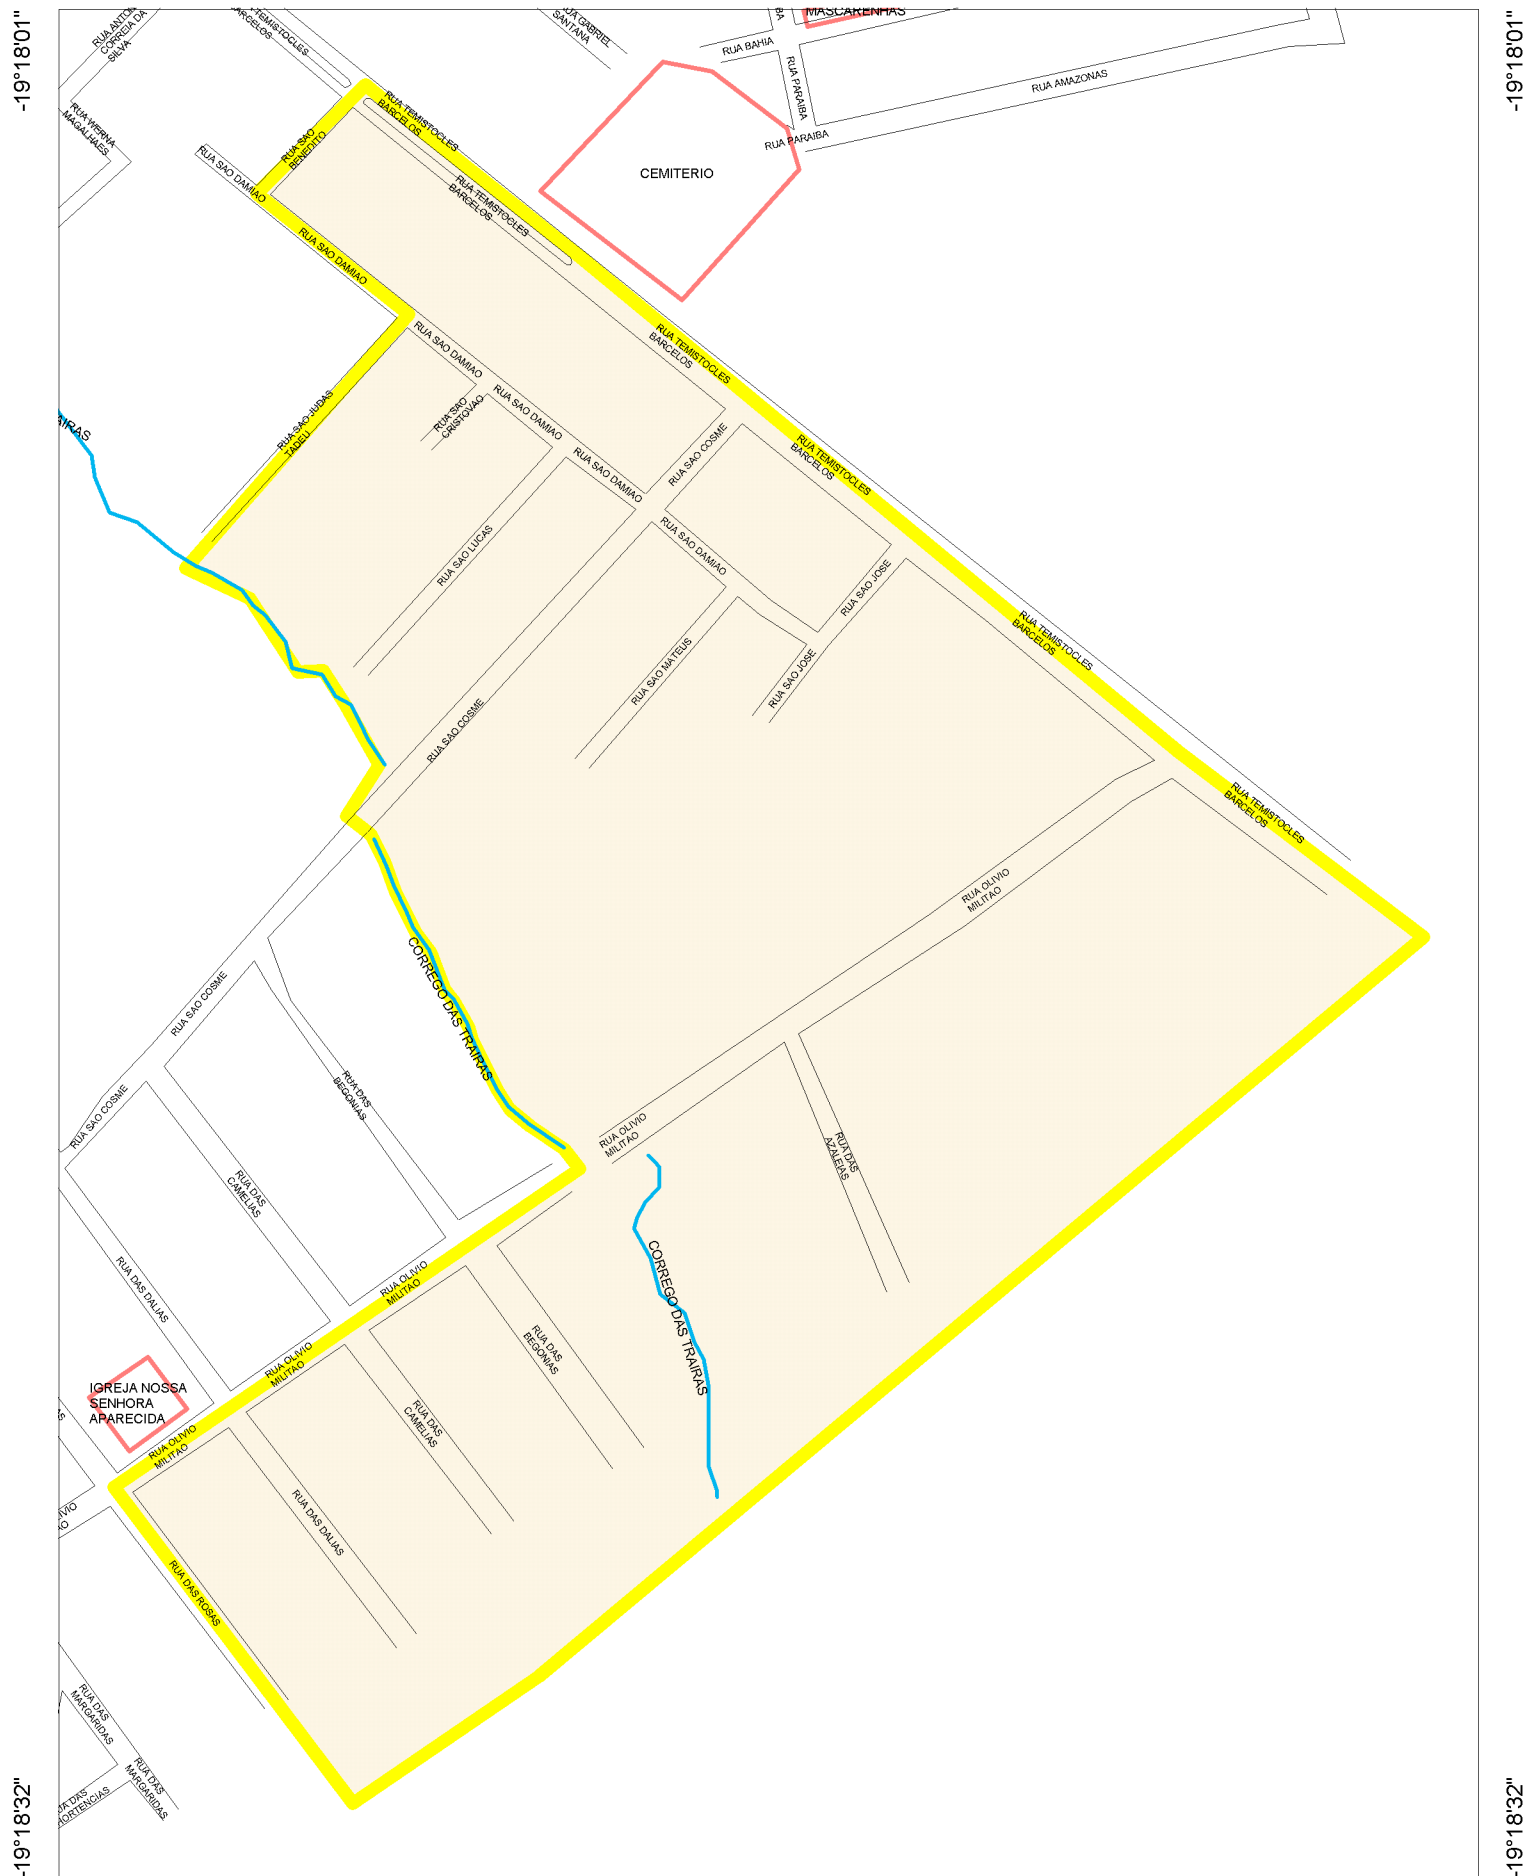 -19°18'01"
-19°18'01"
CORREIA DA
SILVA
BARCELOS
RUA GABRIEL
SANTANA
MASCARENHAS
RUA BAHIA
RUA PARAIBA
RUA AMAZONAS
RUA PARAIBA
RUA WERNA
MAGALHAES
RUA TEMISTOCLES
BARCELOS
RUA SAO
BENEDITO
RUA SAO DAMIAO
CEMITERIO
RUA TEMISTOCLES
BARCELOS
RUA SAO DAMIAO
RUA SAO DAMIAO
RUA TEMISTOCLES
BARCELOS
RUA SAO JUDAS
TADEU
RUA SAO
CRISTOVAO
RUA SAO DAMIAO
RUA SAO DAMIAO
RUA SAO COSME
RUA TEMISTOCLES
BARCELOS
AIRAS
RUA SAO LUCAS
RUA SAO DAMIAO
RUA SAO JOSE
RUA SAO MATEUS
RUA SAO JOSE
RUA TEMISTOCLES
BARCELOS
RUA SAO COSME
RUA TEMISTOCLES
BARCELOS
RUA OLIVIO
MILITAO
CORREGO DAS TRAIRAS
RUA SAO COSME
RUA SAO COSME
RUA DAS
BEGONIAS
RUA OLIVIO
MILITAO
RUA DAS
AZALEIAS
RUA DAS
CAMELIAS
RUA DAS DALIAS
RUA OLIVIO
MILITAO
CORREGO DAS TRAIRAS
RUA DAS
BEGONIAS
RUA OLIVIO
MILITAO
IGREJA NOSSA
SENHORA
APARECIDA
RUA DAS
CAMELIAS
RUA OLIVIO
MILITAO
RUA DAS DALIAS
RUA DAS ROSAS
RUA DAS
MARGARIDAS
RUA DAS
MARGARIDAS
HORTENCIAS
-19°18'32"
-19°18'32"